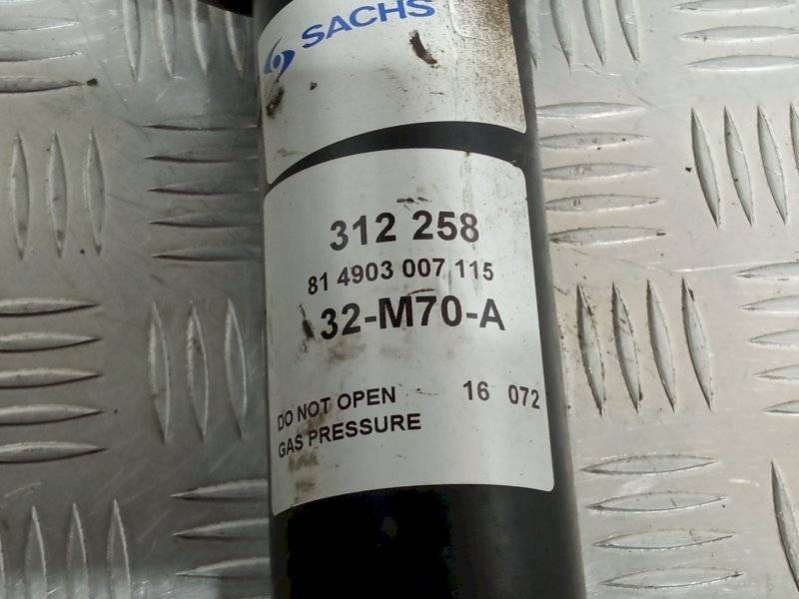 SACHS
312 258
81 4903 007 115
32-M70-A
DO NOT OPEN 16 072
GAS PRESSURE